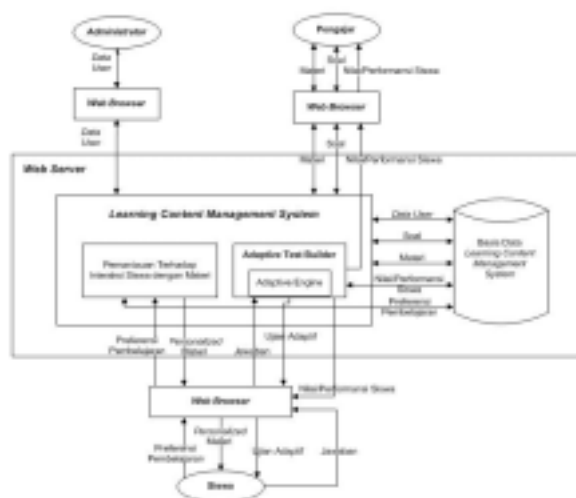 Administrator
Pengajar
Data
User
Materi
Soal
Nilai/Performansi Siswa
Web Browser
Web Browser
Data
User
Materi
Soal
Nilai/Performansi Siswa
Web Server
Learning Content Management System
Pemantauan Terhadap
Interaksi Siswa dengan Materi
Adaptive Test Builder
Adaptive Engine
Data User
Soal
Materi
Nilai/Performansi
Siswa
Preferensi
Pembelajaran
Basis Data
Learning Content
Management
System
Preferensi
Pembelajaran
Personalized
Materi
Jawaban
Ujian Adaptif
Nilai/Performansi Siswa
Web Browser
Preferensi
Pembelajaran
Personalized
Materi
Ujian Adaptif
Jawaban
Siswa